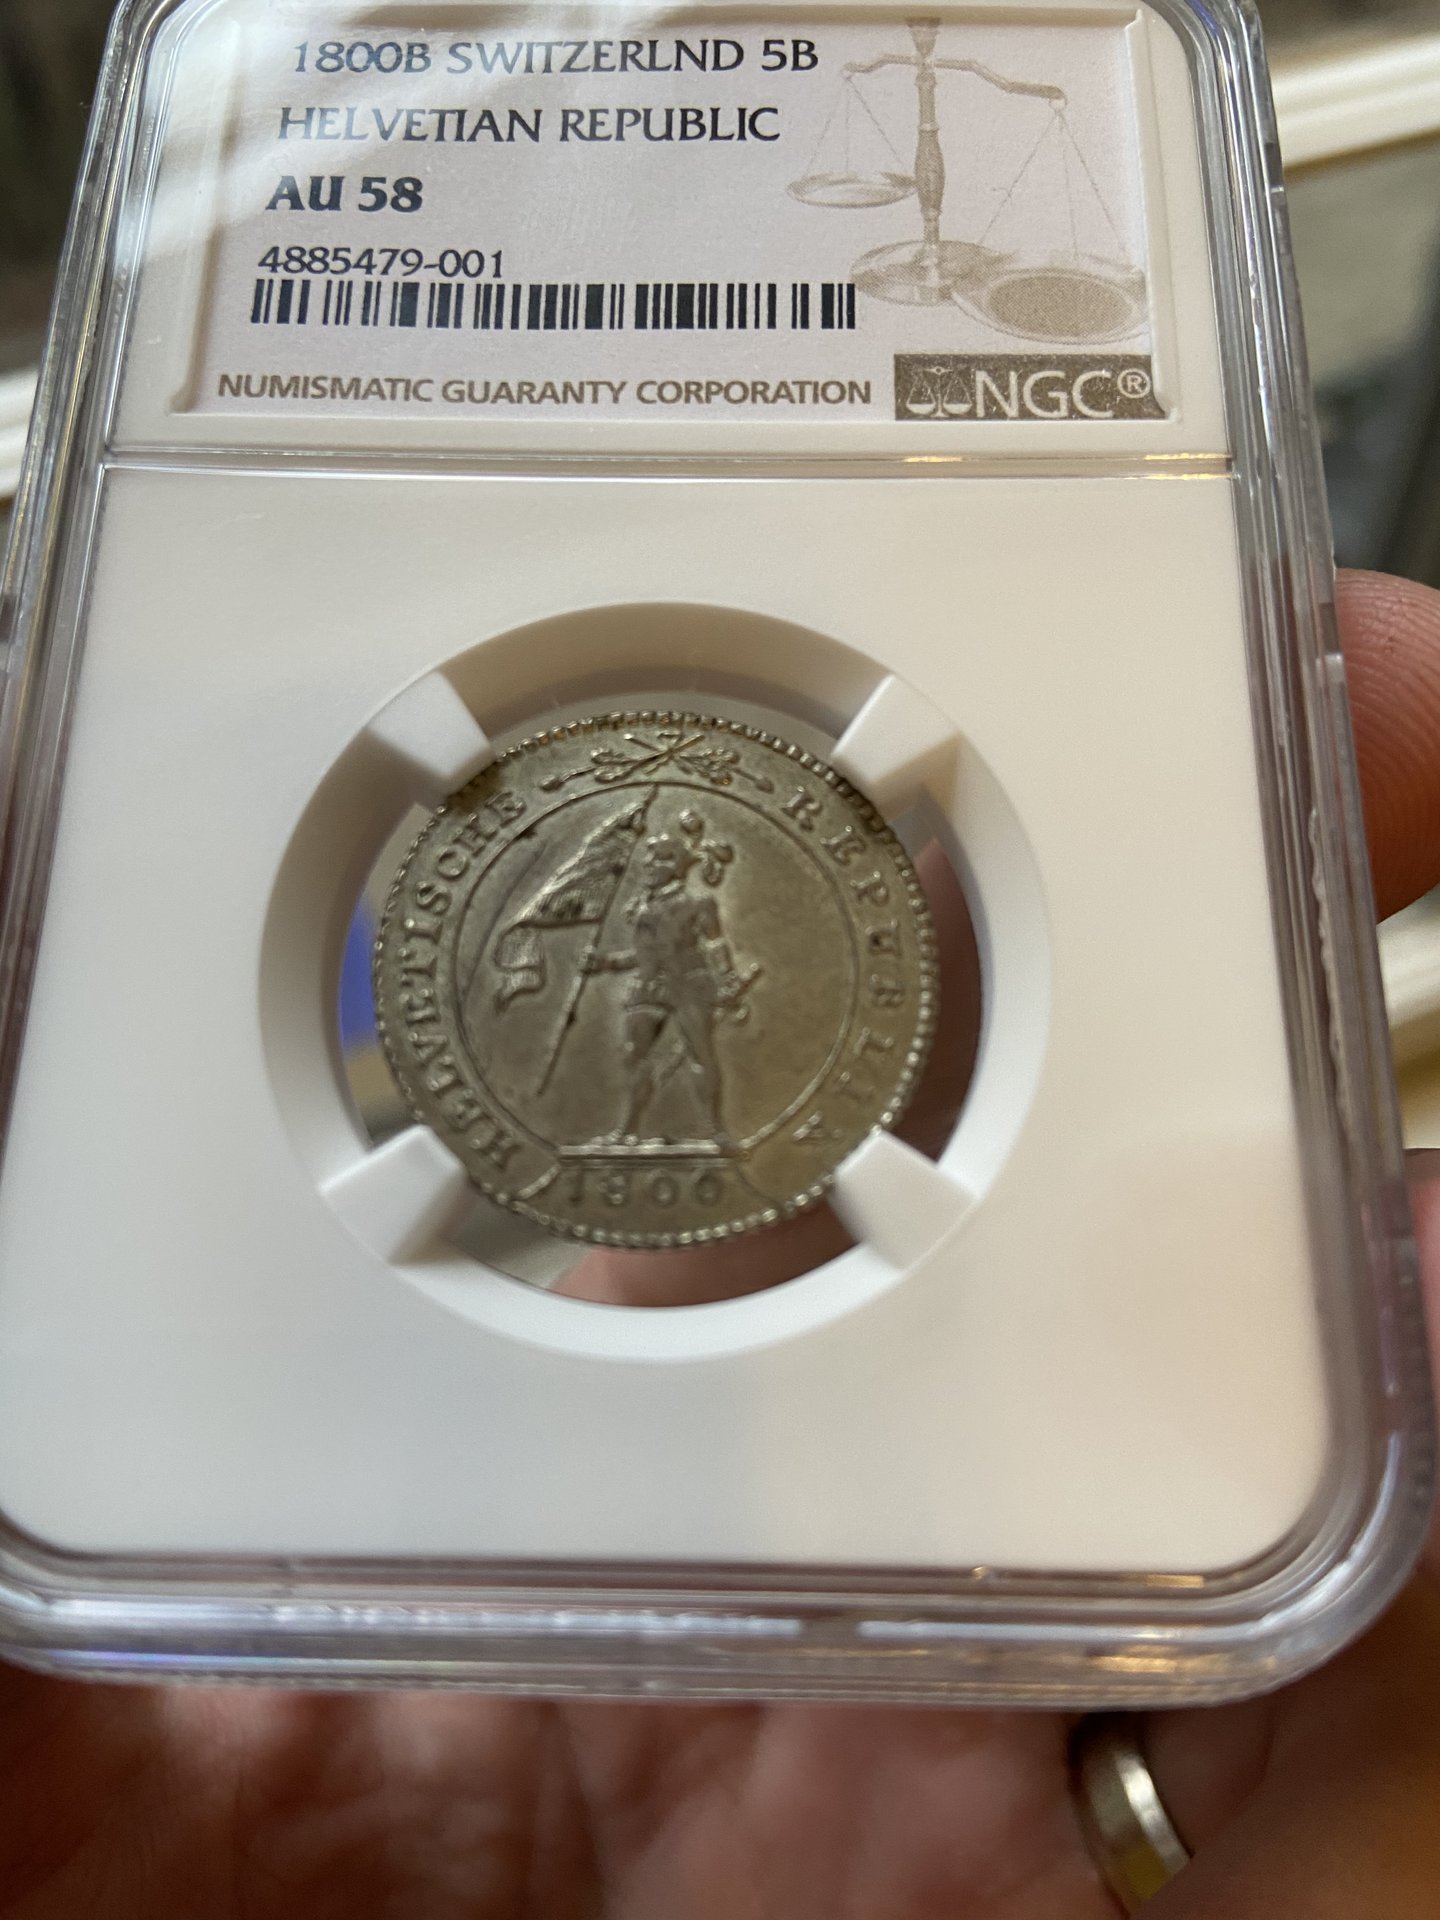 1800B SWITZERLND 5B
HELVETIAN REPUBLIC
AU 58
4885479-001
NUMISMATIC GUARANTY CORPORATION NGC®
HELVETISCHE REPUBLIK
1800